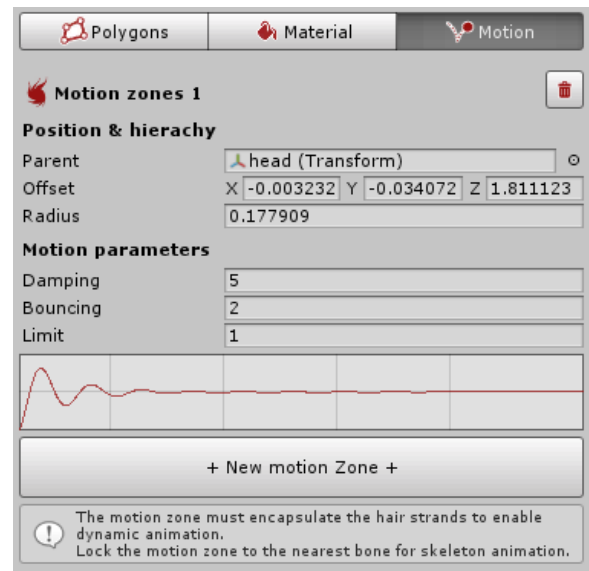 Polygons Material Motion
Motion zones 1
Position & hierachy
Parent head (Transform)
Offset X -0.003232 Y -0.034072 Z 1.811123
Radius 0.177909
Motion parameters
Damping 5
Bouncing 2
Limit 1
+ New motion Zone +
The motion zone must encapsulate the hair strands to enable
dynamic animation.
Lock the motion zone to the nearest bone for skeleton animation.